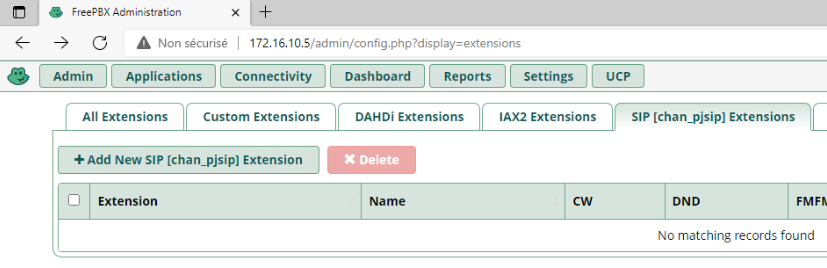 FreePBX Administration
Non sécurisé | 172.16.10.5/admin/config.php?display=extensions
Admin Applications Connectivity Dashboard Reports Settings UCP
All Extensions Custom Extensions DAHDi Extensions IAX2 Extensions SIP [chan_pjsip] Extensions
+ Add New SIP [chan_pjsip] Extension ✖ Delete
Extension Name CW DND FMFM
No matching records found